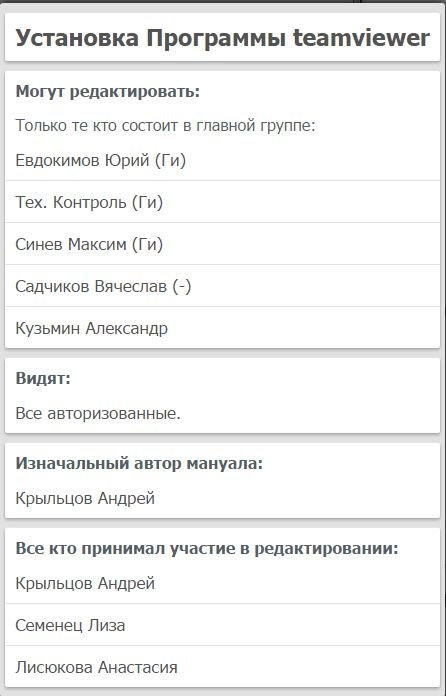 Установка Программы teamviewer
Могут редактировать:
Только те кто состоит в главной группе:
Евдокимов Юрий (Ги)
Тех. Контроль (Ги)
Синев Максим (Ги)
Садчиков Вячеслав (-)
Кузьмин Александр
Видят:
Все авторизованные.
Изначальный автор мануала:
Крыльцов Андрей
Все кто принимал участие в редактировании:
Крыльцов Андрей
Семенец Лиза
Лисюкова Анастасия